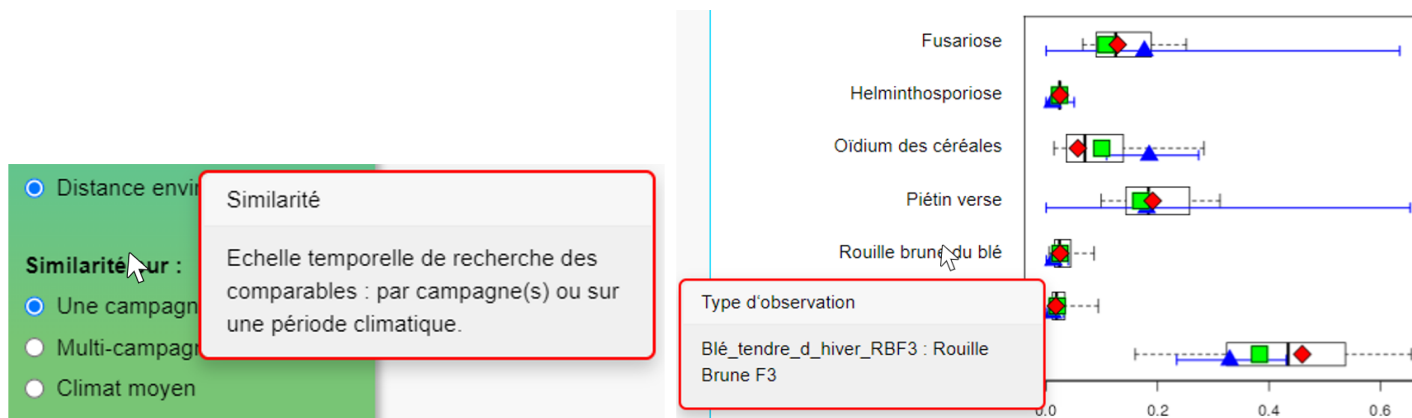 Distance envir
Similarité
Echelle temporelle de recherche des
comparables : par campagne(s) ou sur
une période climatique.
Similarité ur :
Une campagn
Multi-campagn
Climat moyen
Fusariose
Helminthosporiose
Oïdium des céréales
Piétin verse
Rouille brune du blé
Type d'observation
Blé_tendre_d_hiver_RBF3 : Rouille
Brune F3
0.0 0.2 0.4 0.6